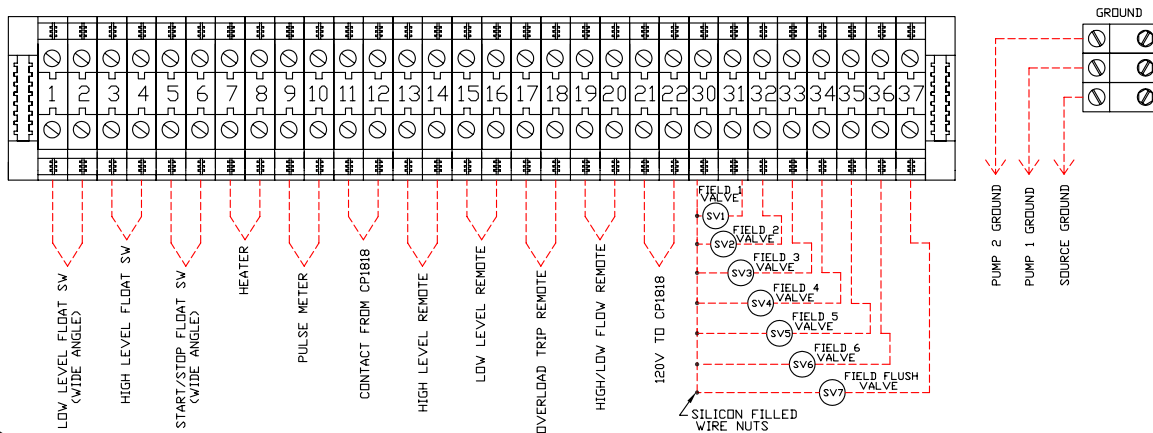 GROUND
1 2 3 4 5 6 7 8 9 10 11 12 13 14 15 16 17 18 19 20 21 22 30 31 32 33 34 35 36 37
LOW LEVEL FLOAT SW
(WIDE ANGLE)
HIGH LEVEL FLOAT SW
START/STOP FLOAT SW
(WIDE ANGLE)
HEATER
PULSE METER
CONTACT FROM CP1818
HIGH LEVEL REMOTE
LOW LEVEL REMOTE
OVERLOAD TRIP REMOTE
HIGH/LOW FLOW REMOTE
120V TO CP1818
FIELD 1
VALVE
SV1
FIELD 2
VALVE
SV2
FIELD 3
VALVE
SV3
FIELD 4
VALVE
SV4
FIELD 5
VALVE
SV5
FIELD 6
VALVE
SV6
FIELD FLUSH
VALVE
SV7
SILICON FILLED
WIRE NUTS
PUMP 2 GROUND
PUMP 1 GROUND
SOURCE GROUND